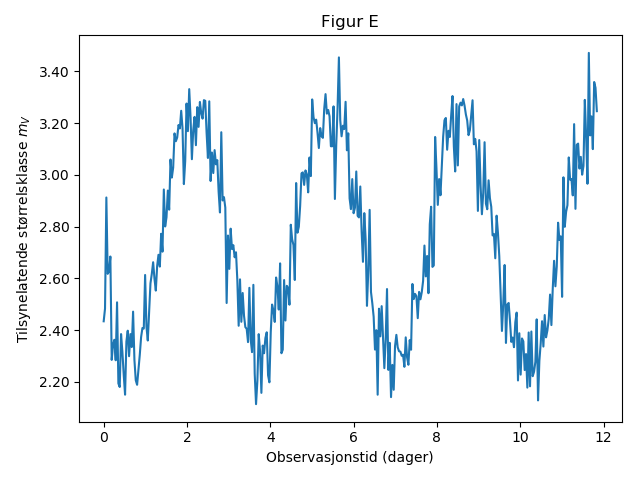 Figur E
3.40
3.20
3.00
2.80
2.60
2.40
2.20
Tilsynelatende størrelsklasse m_V
0 2 4 6 8 10 12
Observasjonstid (dager)